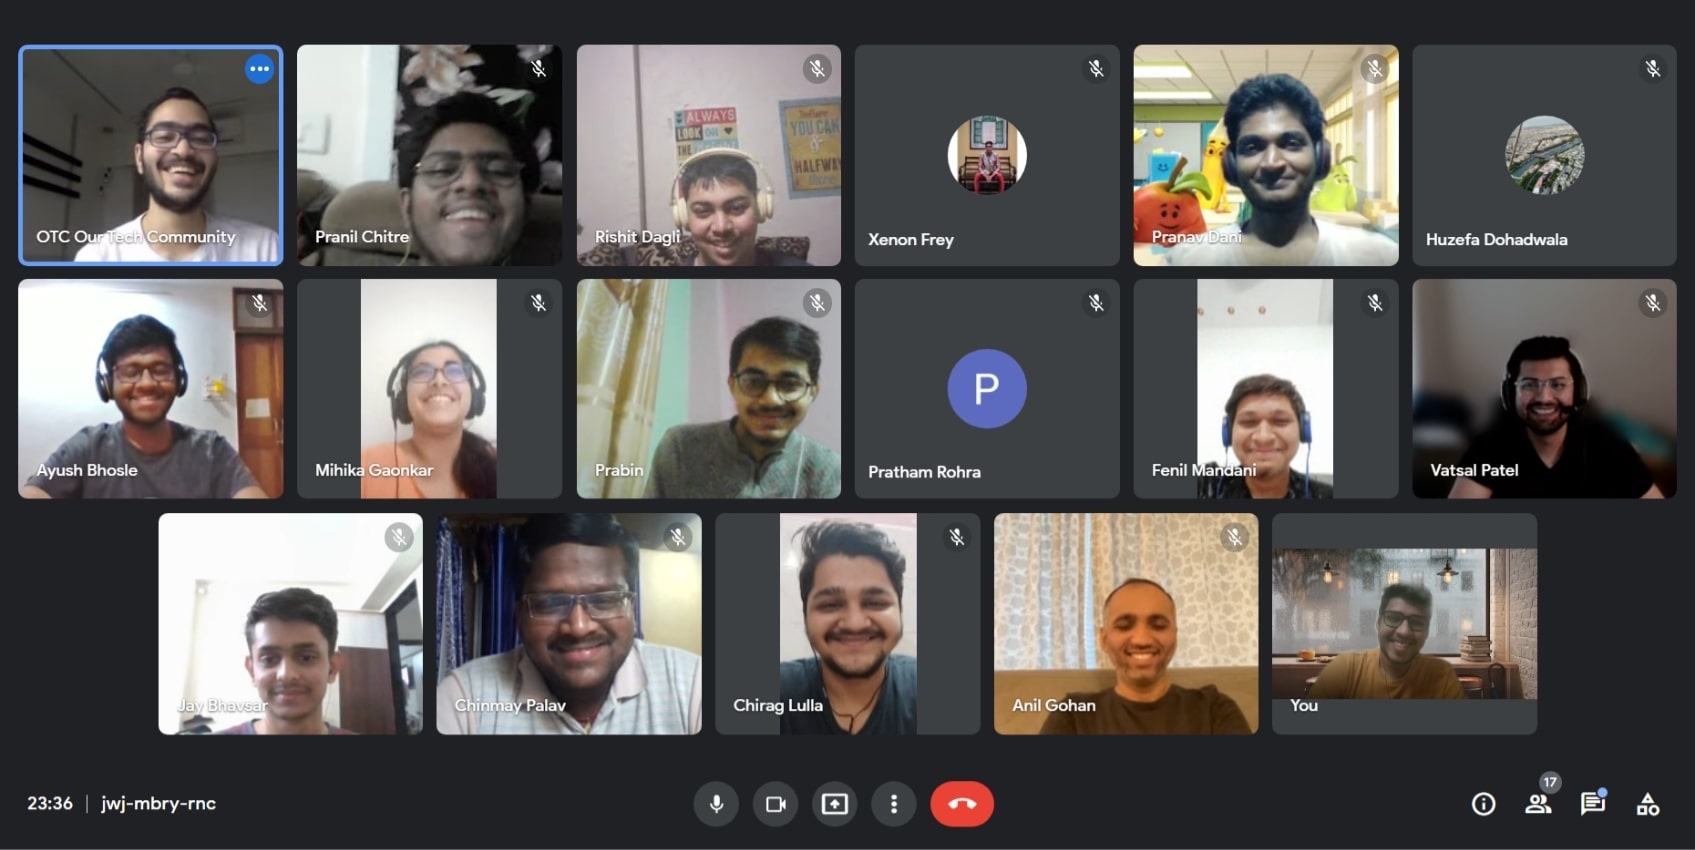 OTC Our Tech Community
Pranil Chitre
ALWAYS
LOOK ON
Rishit Dagli
YOU CAN
HALFWAY
there
Xenon Frey
Pranav Dani
Huzefa Dohadwala
Ayush Bhosle
Mihika Gaonkar
Prabin
P
Pratham Rohra
Fenil Mandani
Vatsal Patel
Jay Bhavsar
Chinmay Palav
Chirag Lulla
Anil Gohan
You
23:36 | jwj-mbry-rnc
17